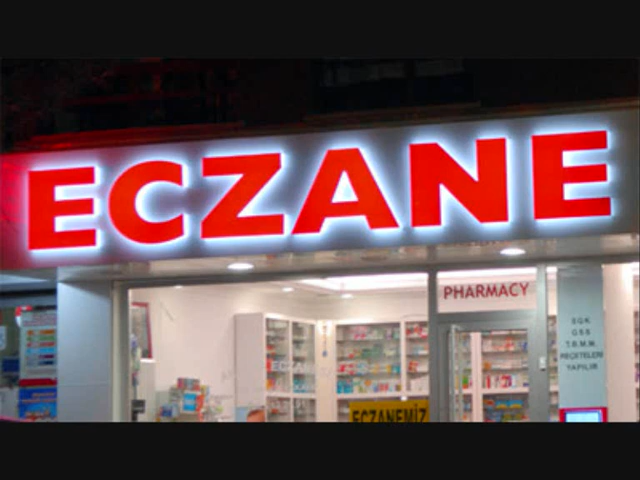 ECZANE
PHARMACY
SGK
GSS
T.B.M.M.
REÇETELERİ
YAPILIR
ECZANEMİZ